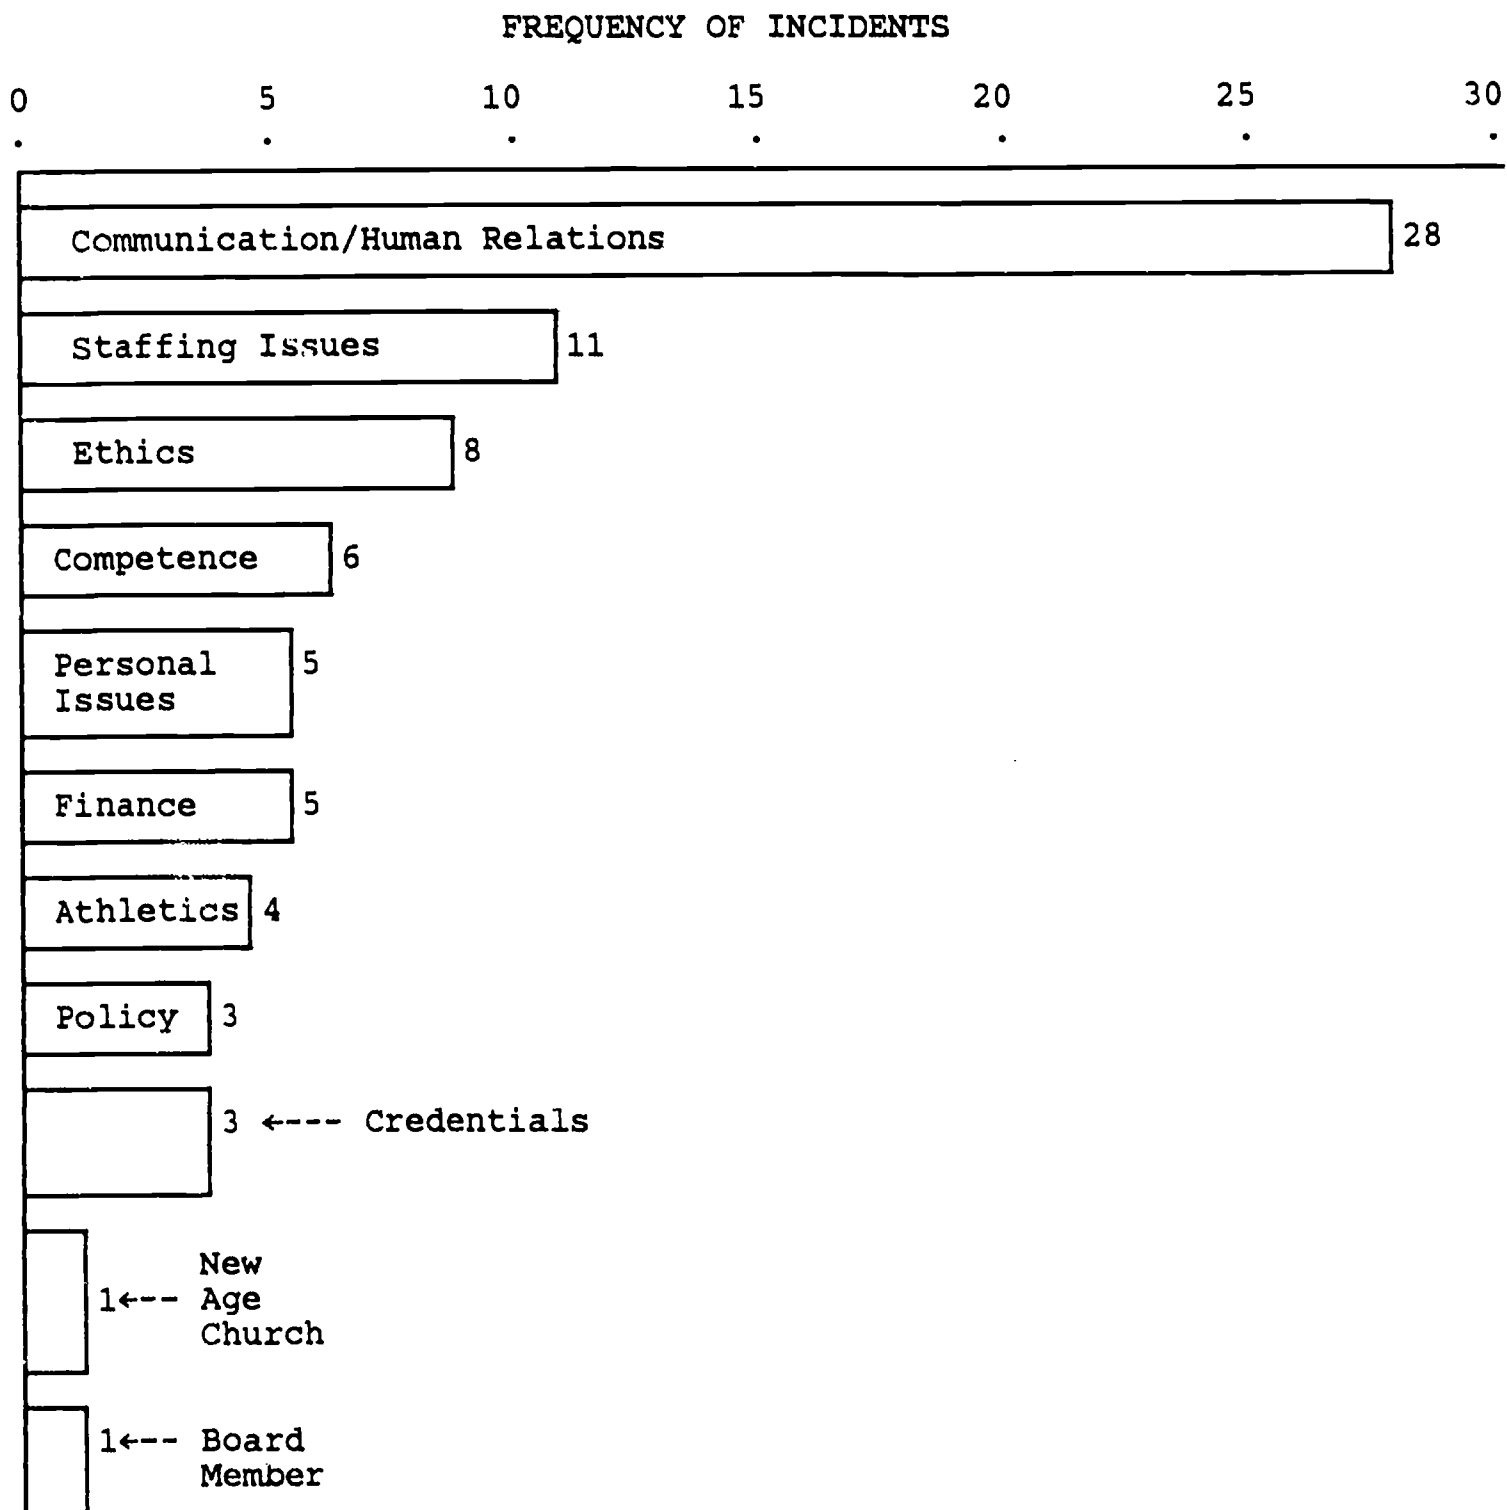 FREQUENCY OF INCIDENTS
0 5 10 15 20 25 30
Communication/Human Relations 28
Staffing Issues 11
Ethics 8
Competence 6
Personal 5
Issues
Finance 5
Athletics 4
Policy 3
3 ←--- Credentials
New
1←-- Age
Church
1←-- Board
Member